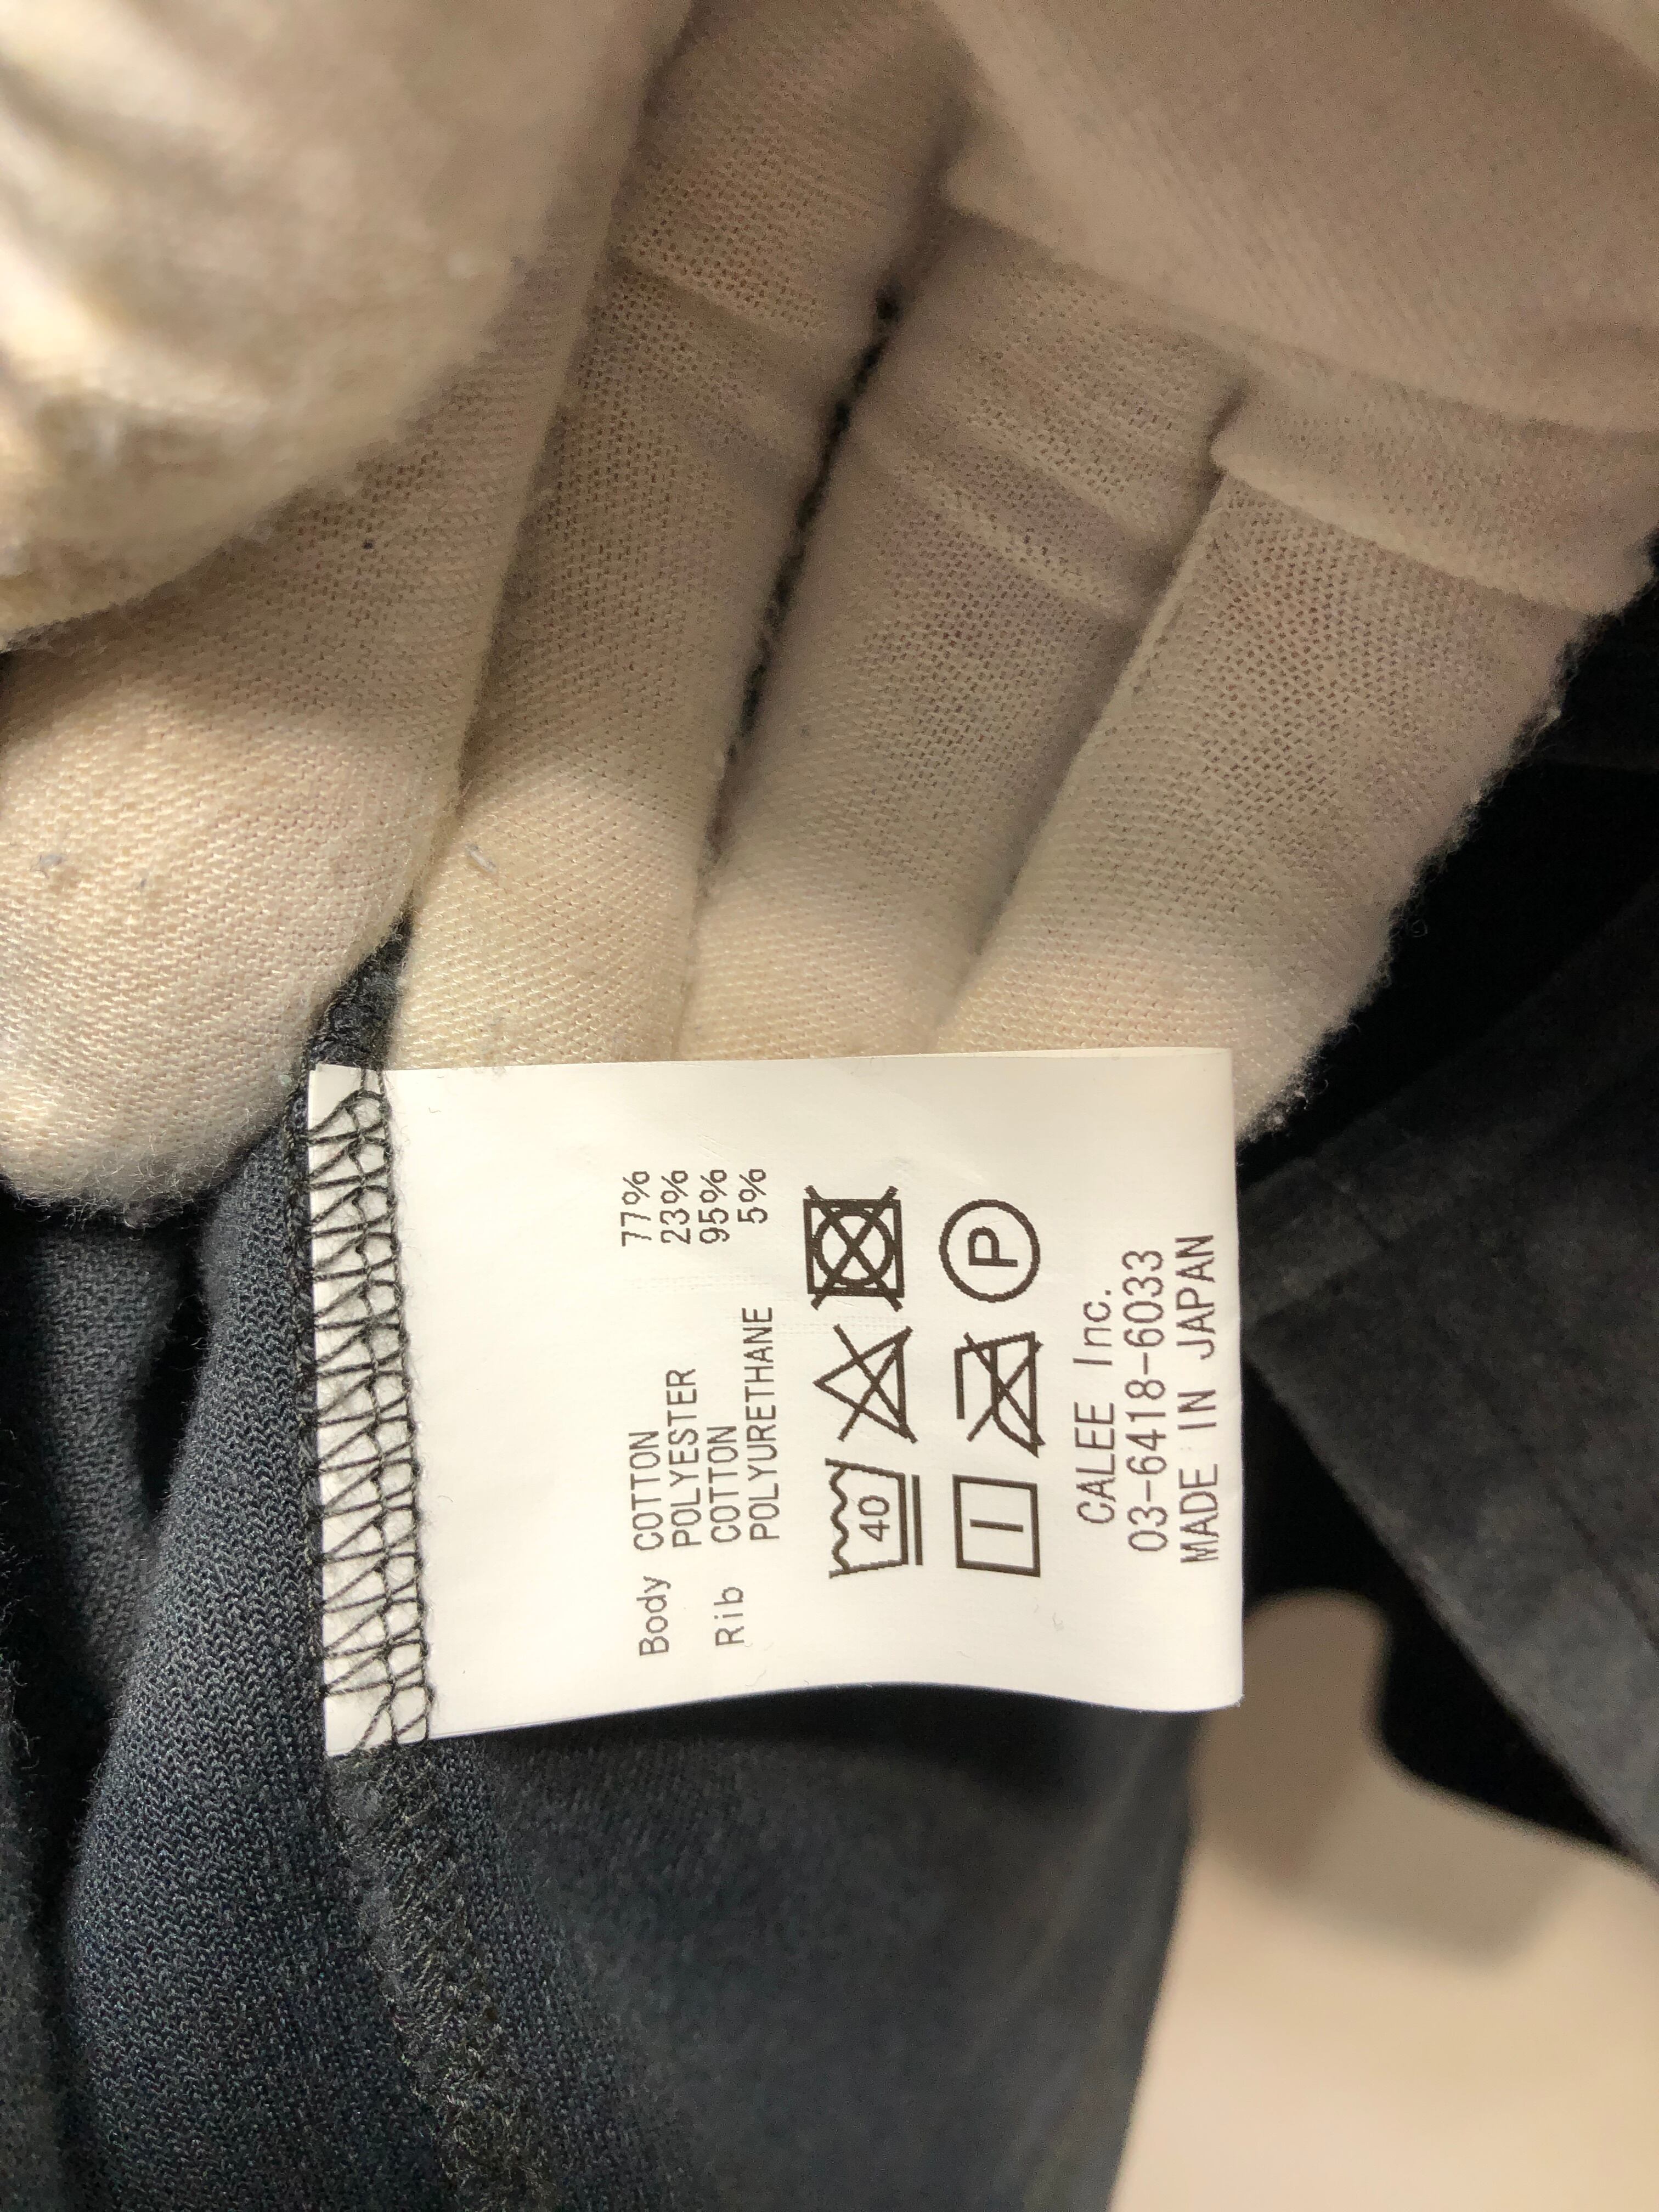 Body COTTON 77%
POLYESTER 23%
Rib COTTON 95%
POLYURETHANE 5%
40
P
CALEE Inc.
03-6418-6033
MADE IN JAPAN